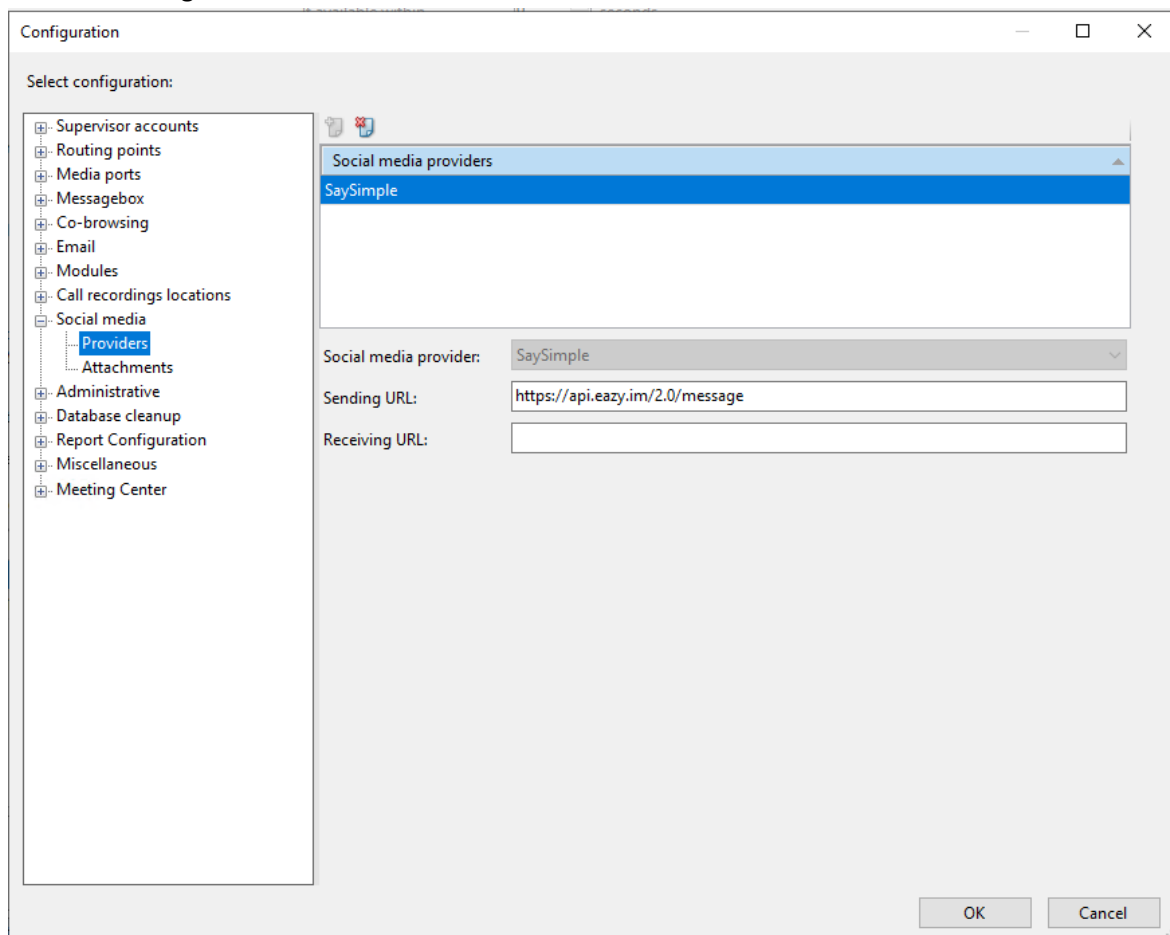 Configuration
Select configuration:
Supervisor accounts
Routing points
Media ports
Messagebox
Co-browsing
Email
Modules
Call recordings locations
Social media
Providers
Attachments
Administrative
Database cleanup
Report Configuration
Miscellaneous
Meeting Center
Social media providers
SaySimple
Social media provider: SaySimple
Sending URL: https://api.eazy.im/2.0/message
Receiving URL:
OK Cancel